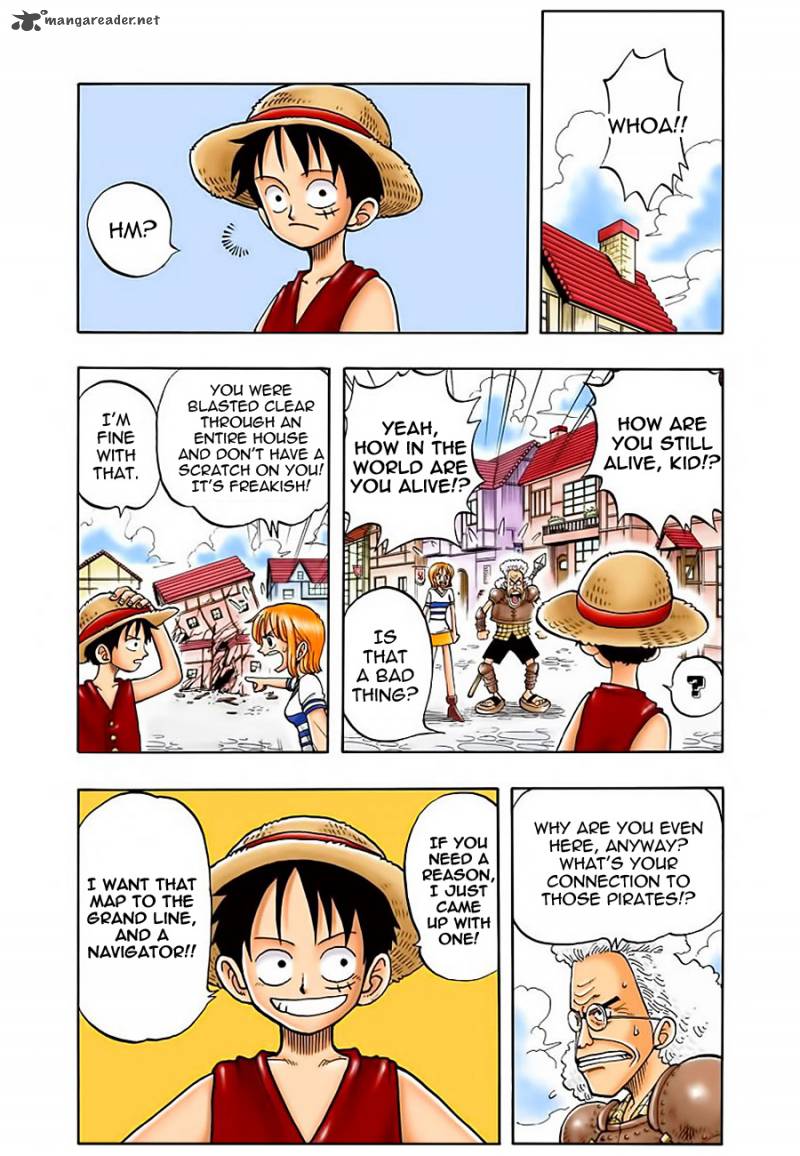 mangareader.net
WHOA!!
HM?
HOW ARE
YOU STILL
ALIVE, KID!?
YEAH,
HOW IN THE
WORLD ARE
YOU ALIVE!?
?
IS
THAT
A BAD
THING?
YOU WERE
BLASTED CLEAR
THROUGH AN
ENTIRE HOUSE
AND DON'T HAVE A
SCRATCH ON YOU!
IT'S FREAKISH!
I'M
FINE
WITH
THAT.
WHY ARE YOU EVEN
HERE, ANYWAY?
WHAT'S YOUR
CONNECTION TO
THOSE PIRATES!?
IF YOU
NEED A
REASON,
I JUST
CAME
UP WITH
ONE!
I WANT THAT
MAP TO THE
GRAND LINE,
AND A
NAVIGATOR!!